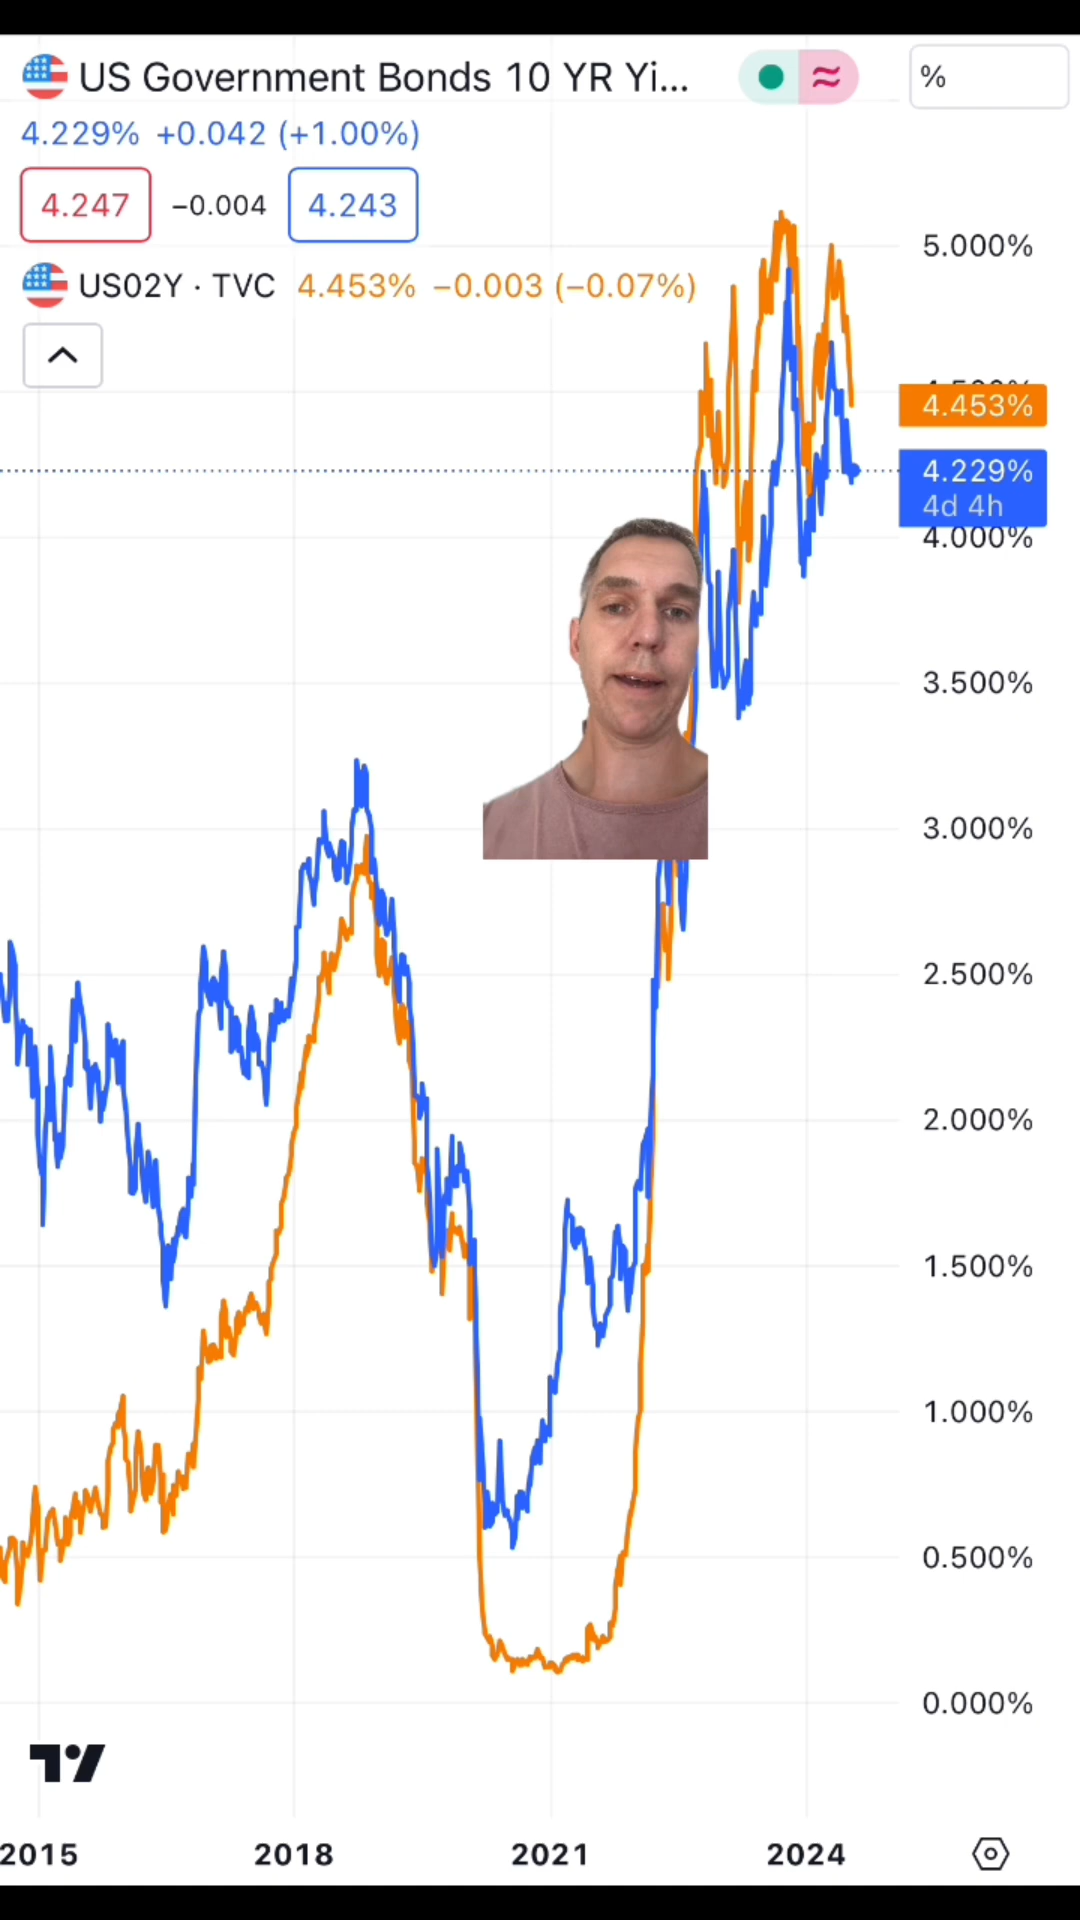 US Government Bonds 10 YR Yi...
%
4.229% +0.042 (+1.00%)
4.247 −0.004 4.243
US02Y · TVC 4.453% −0.003 (−0.07%)
5.000%
4.453%
4.229%
4d 4h
4.000%
3.500%
3.000%
2.500%
2.000%
1.500%
1.000%
0.500%
0.000%
2015 2018 2021 2024